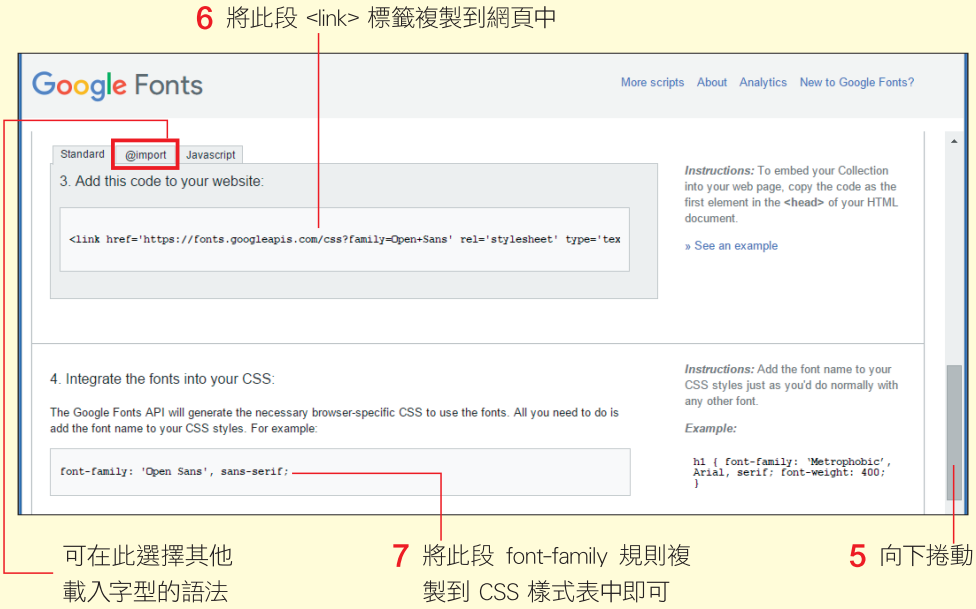 6 將此段 <link> 標籤複製到網頁中
Google Fonts
More scripts About Analytics New to Google Fonts?
Standard @import Javascript
3. Add this code to your website:
<link href='https://fonts.googleapis.com/css?family=Open+Sans' rel='stylesheet' type='tex
Instructions: To embed your Collection
into your web page, copy the code as the
first element in the <head> of your HTML
document.
» See an example
4. Integrate the fonts into your CSS:
The Google Fonts API will generate the necessary browser-specific CSS to use the fonts. All you need to do is
add the font name to your CSS styles. For example:
font-family: 'Open Sans', sans-serif;
Instructions: Add the font name to your
CSS styles just as you'd do normally with
any other font.
Example:
h1 { font-family: 'Metrophobic',
Arial, serif; font-weight: 400;
}
可在此選擇其他
載入字型的語法
7 將此段 font-family 規則複
製到 CSS 樣式表中即可
5 向下捲動